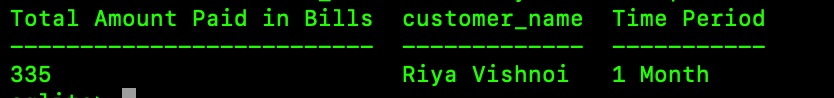 Total Amount Paid in Bills  customer_name  Time Period
--------------------------  -------------  -----------
335                         Riya Vishnoi   1 Month